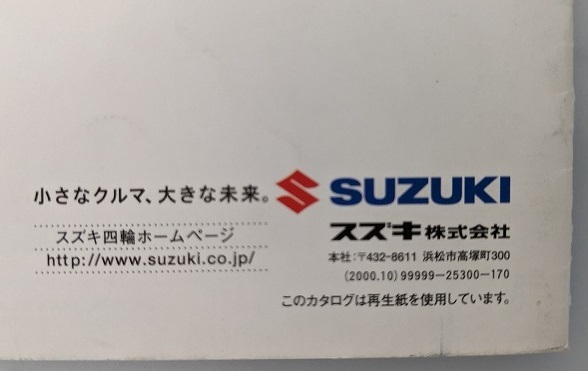 小さなクルマ、大きな未来。 SUZUKI
スズキ四輪ホームページ
http://www.suzuki.co.jp/
スズキ株式会社
本社:〒432-8611 浜松市高塚町300
(2000.10)99999-25300-170
このカタログは再生紙を使用しています。